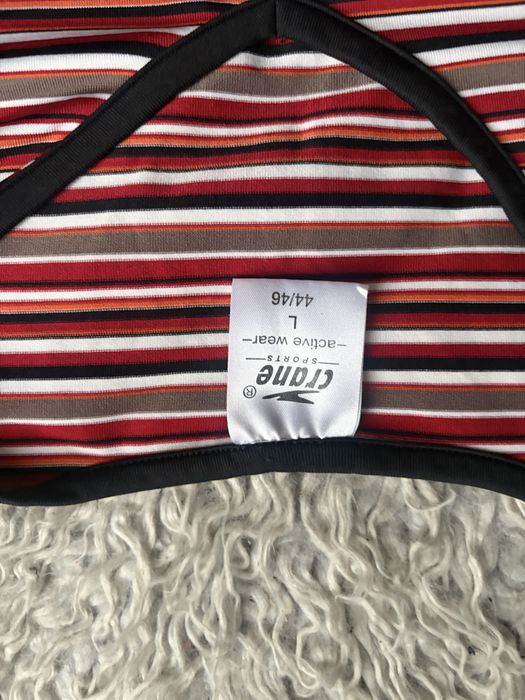 crane®
SPORTS
–active wear–
L
44/46